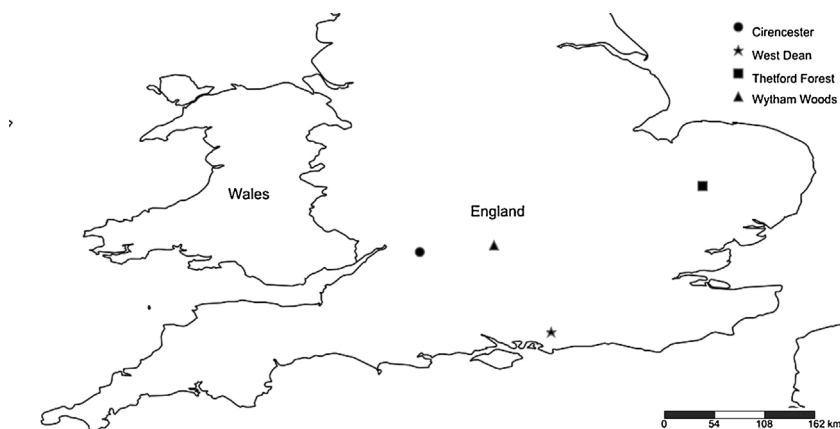 Cirencester
West Dean
Thetford Forest
Wytham Woods
Wales
England
0 54 108 162 km